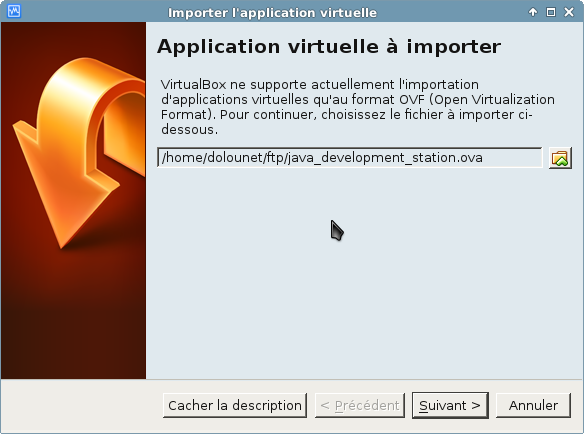 Importer l'application virtuelle
Application virtuelle à importer
VirtualBox ne supporte actuellement l'importation
d'applications virtuelles qu'au format OVF (Open Virtualization
Format). Pour continuer, choisissez le fichier à importer ci-
dessous.
/home/dolounet/ftp/java_development_station.ova
Cacher la description
< Précédent
Suivant >
Annuler